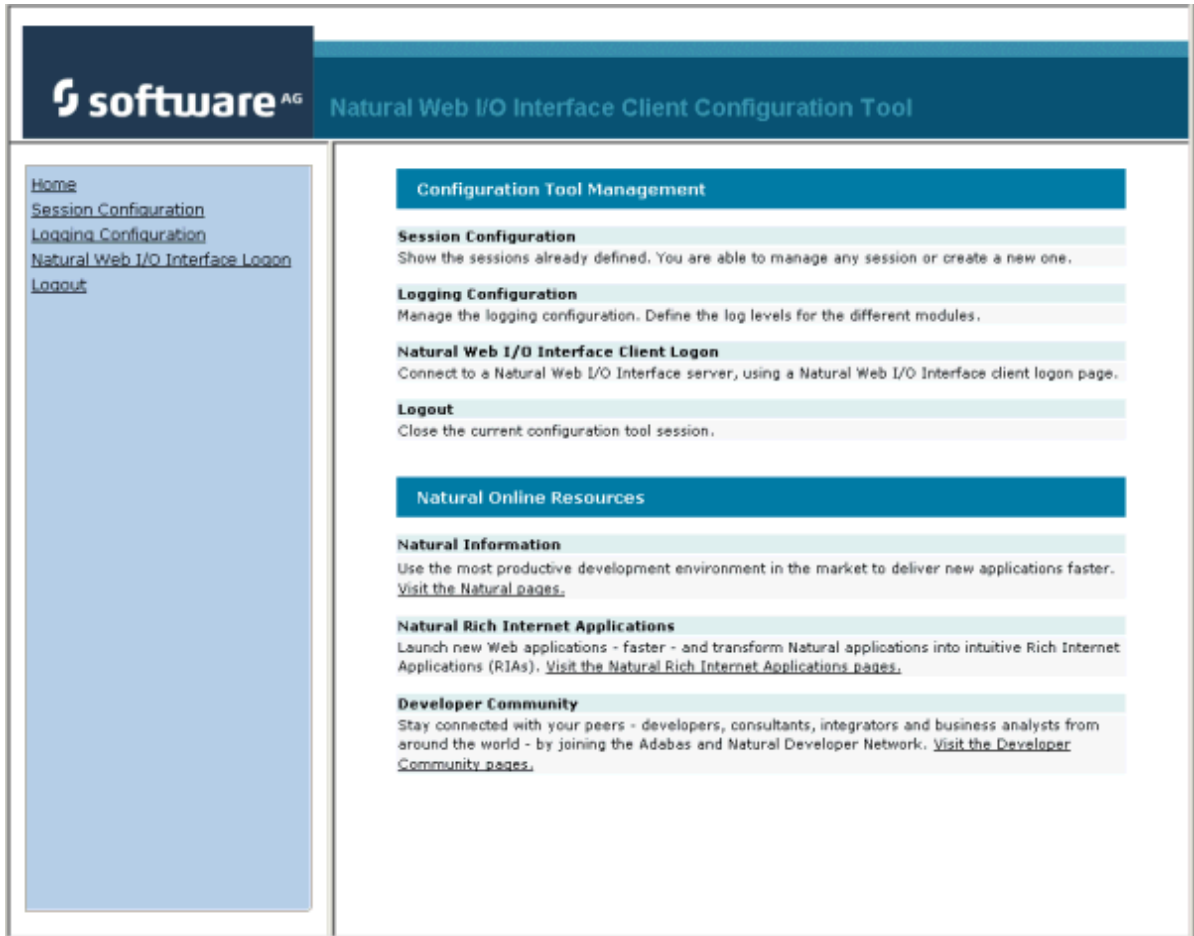 software AG
Natural Web I/O Interface Client Configuration Tool
Home
Session Configuration
Logging Configuration
Natural Web I/O Interface Logon
Logout
Configuration Tool Management
Session Configuration
Show the sessions already defined. You are able to manage any session or create a new one.
Logging Configuration
Manage the logging configuration. Define the log levels for the different modules.
Natural Web I/O Interface Client Logon
Connect to a Natural Web I/O Interface server, using a Natural Web I/O Interface client logon page.
Logout
Close the current configuration tool session.
Natural Online Resources
Natural Information
Use the most productive development environment in the market to deliver new applications faster.
Visit the Natural pages.
Natural Rich Internet Applications
Launch new Web applications - faster - and transform Natural applications into intuitive Rich Internet
Applications (RIAs). Visit the Natural Rich Internet Applications pages.
Developer Community
Stay connected with your peers - developers, consultants, integrators and business analysts from
around the world - by joining the Adabas and Natural Developer Network. Visit the Developer
Community pages.